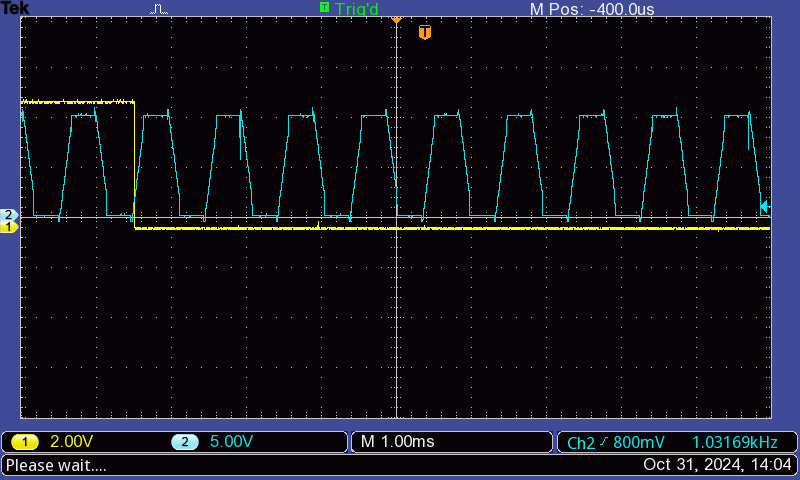 Tek T Trig'd M Pos: -400.0us
T
2
1
1 2.00V 2 5.00V M 1.00ms Ch2 800mV 1.03169kHz
Please wait.... Oct 31, 2024, 14:04